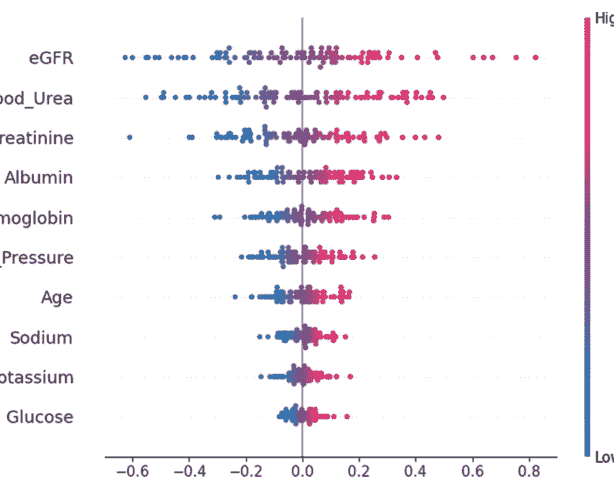 High
eGFR
ood_Urea
reatinine
Albumin
moglobin
_Pressure
Age
Sodium
otassium
Glucose
Low
−0.6 −0.4 −0.2 0.0 0.2 0.4 0.6 0.8